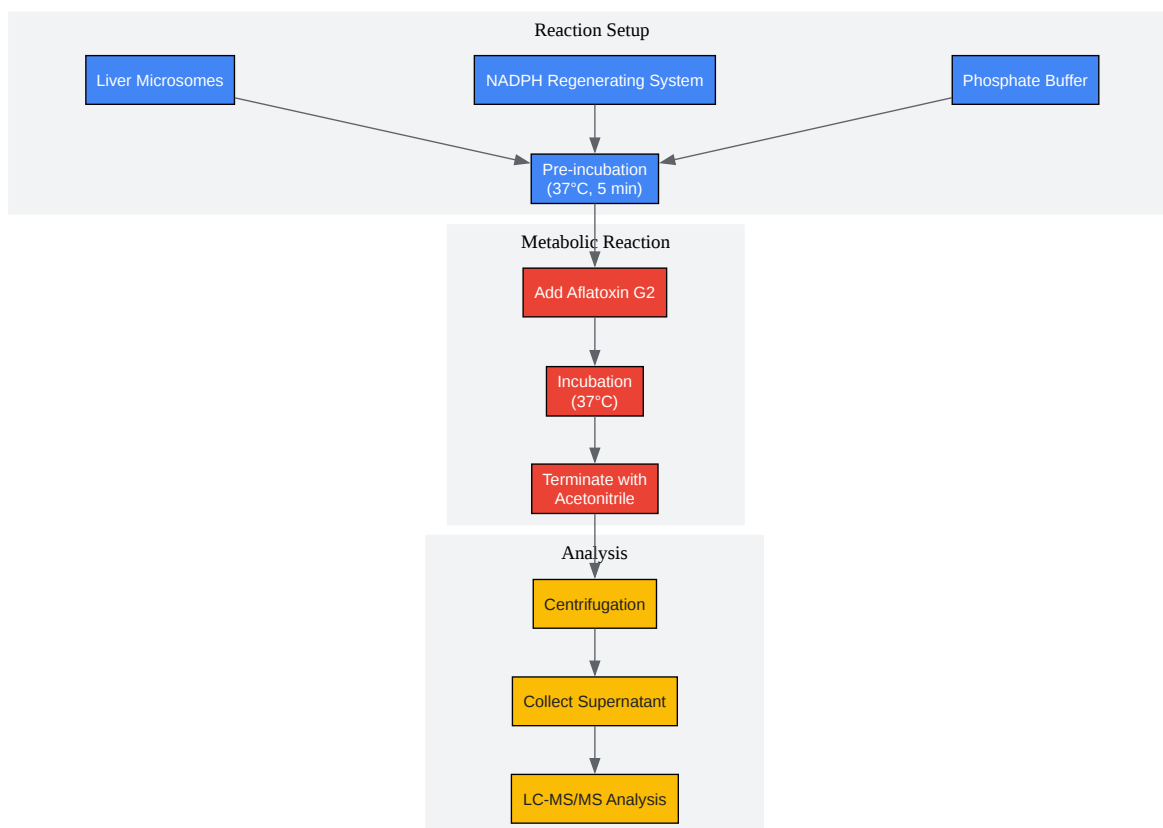 Reaction Setup
Liver Microsomes
NADPH Regenerating System
Phosphate Buffer
Pre-incubation
(37°C, 5 min)
Metabolic Reaction
Add Aflatoxin G2
Incubation
(37°C)
Terminate with
Acetonitrile
Analysis
Centrifugation
Collect Supernatant
LC-MS/MS Analysis